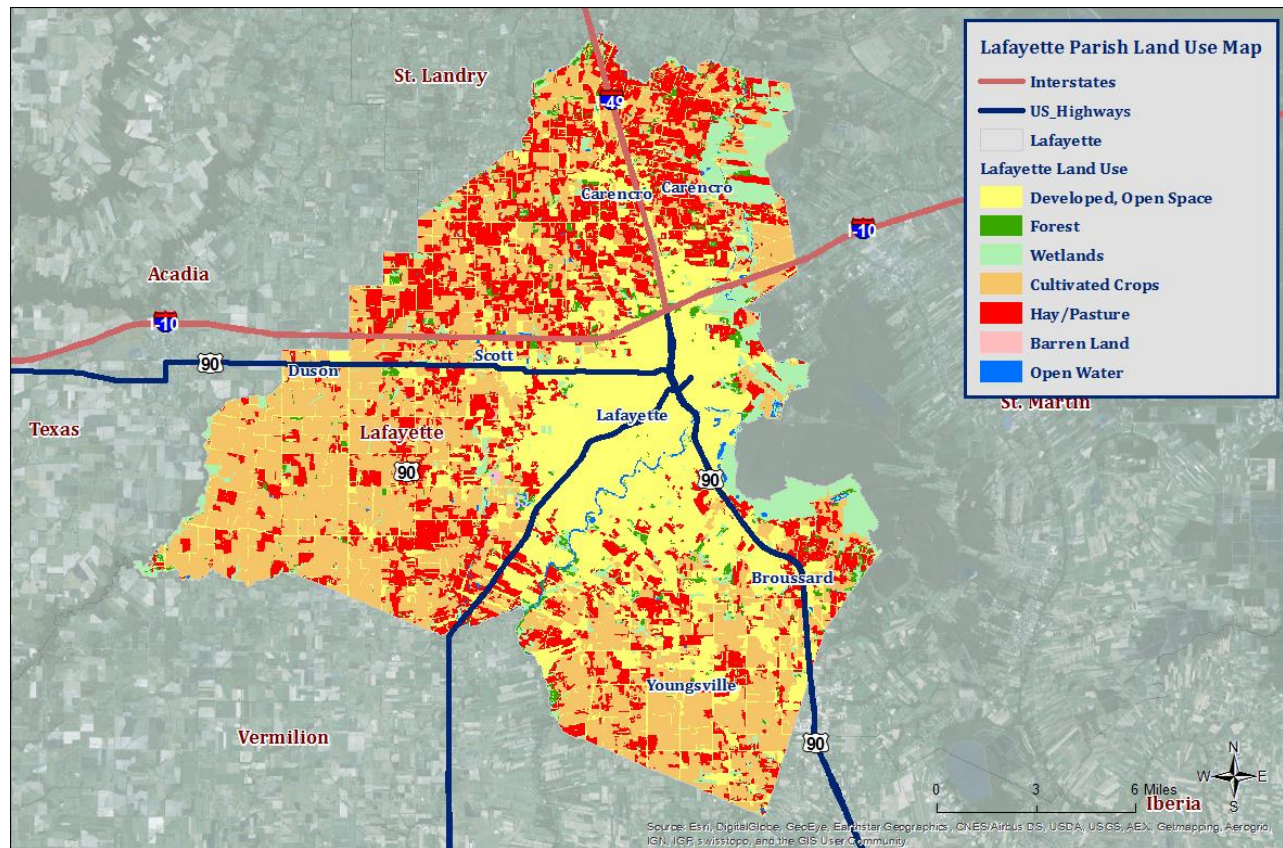 Lafayette Parish Land Use Map
Interstates
US_Highways
Lafayette
Lafayette Land Use
Developed, Open Space
Forest
Wetlands
Cultivated Crops
Hay/Pasture
Barren Land
Open Water
St. Landry
I-49
Carencro
Carencro
I-10
Acadia
I-10
90
Scott
Duson
St. Martin
Texas
Lafayette
Lafayette
90
90
Broussard
Youngsville
Vermilion
90
N
W
E
S
0 3 6 Miles
Iberia
Source: Esri, DigitalGlobe, GeoEye, Earthstar Geographics, CNES/Airbus DS, USDA, USGS, AEX, Getmapping, Aerogrid,
IGN, IGP, swisstopo, and the GIS User Community